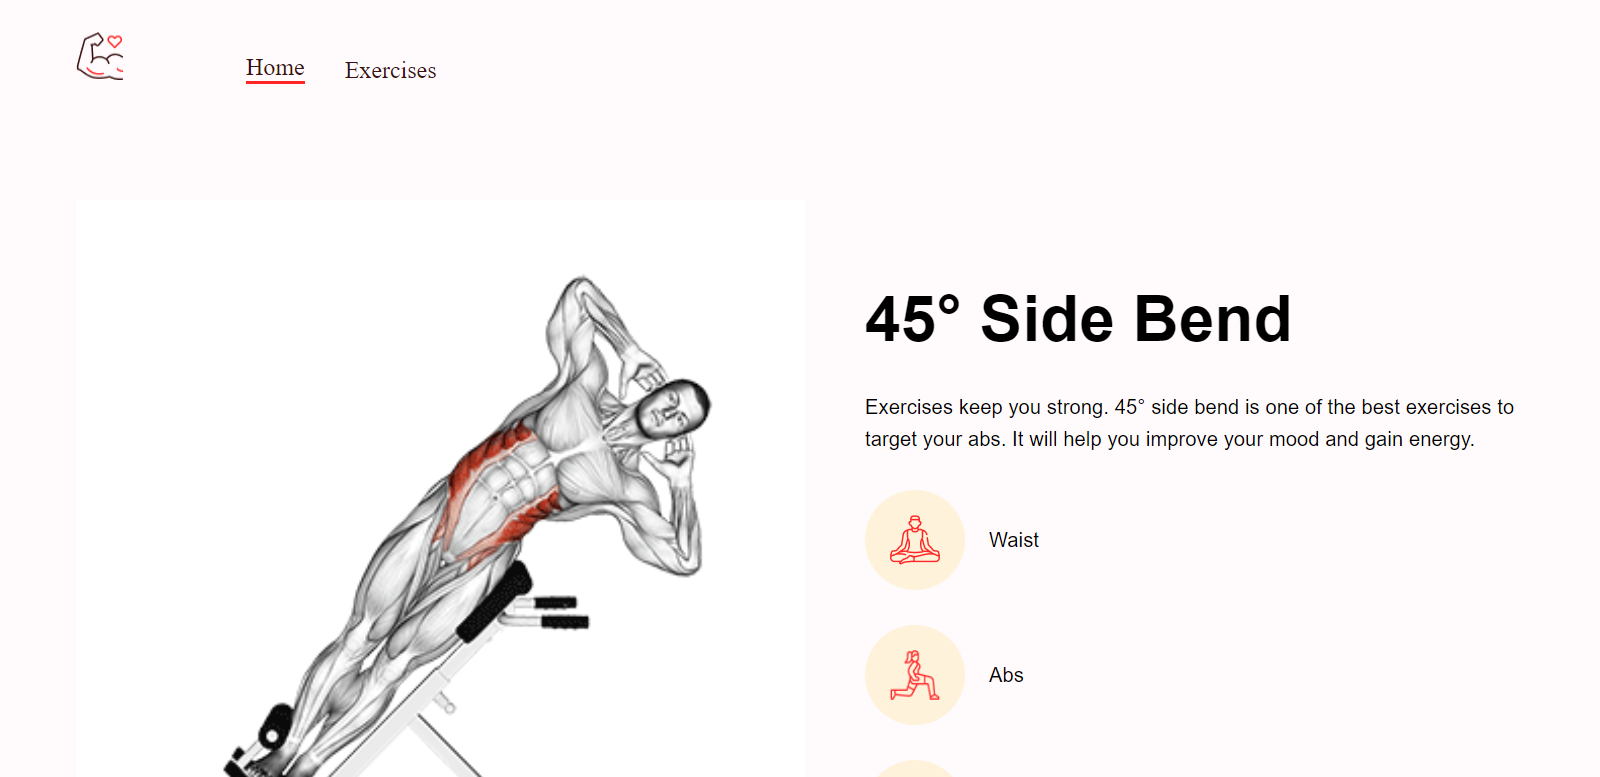 Home
Exercises
45° Side Bend
Exercises keep you strong. 45° side bend is one of the best exercises to
target your abs. It will help you improve your mood and gain energy.
Waist
Abs